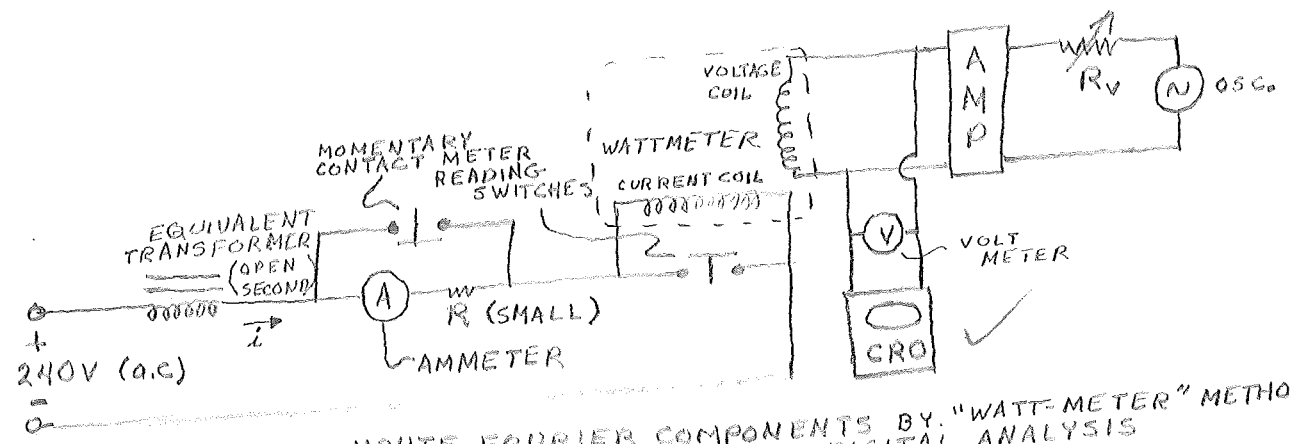 VOLTAGE
COIL
A
M
P
Rv
OSC.
WATTMETER
MOMENTARY
CONTACT METER
READING
SWITCHES
CURRENT COIL
EQUIVALENT
TRANSFORMER
(OPEN
SECOND)
A
R (SMALL)
V
VOLT
METER
i
AMMETER
CRO
+
240V (a.c)
-
FOURIER COMPONENTS BY "WATT-METER" METHO
ANALYSIS